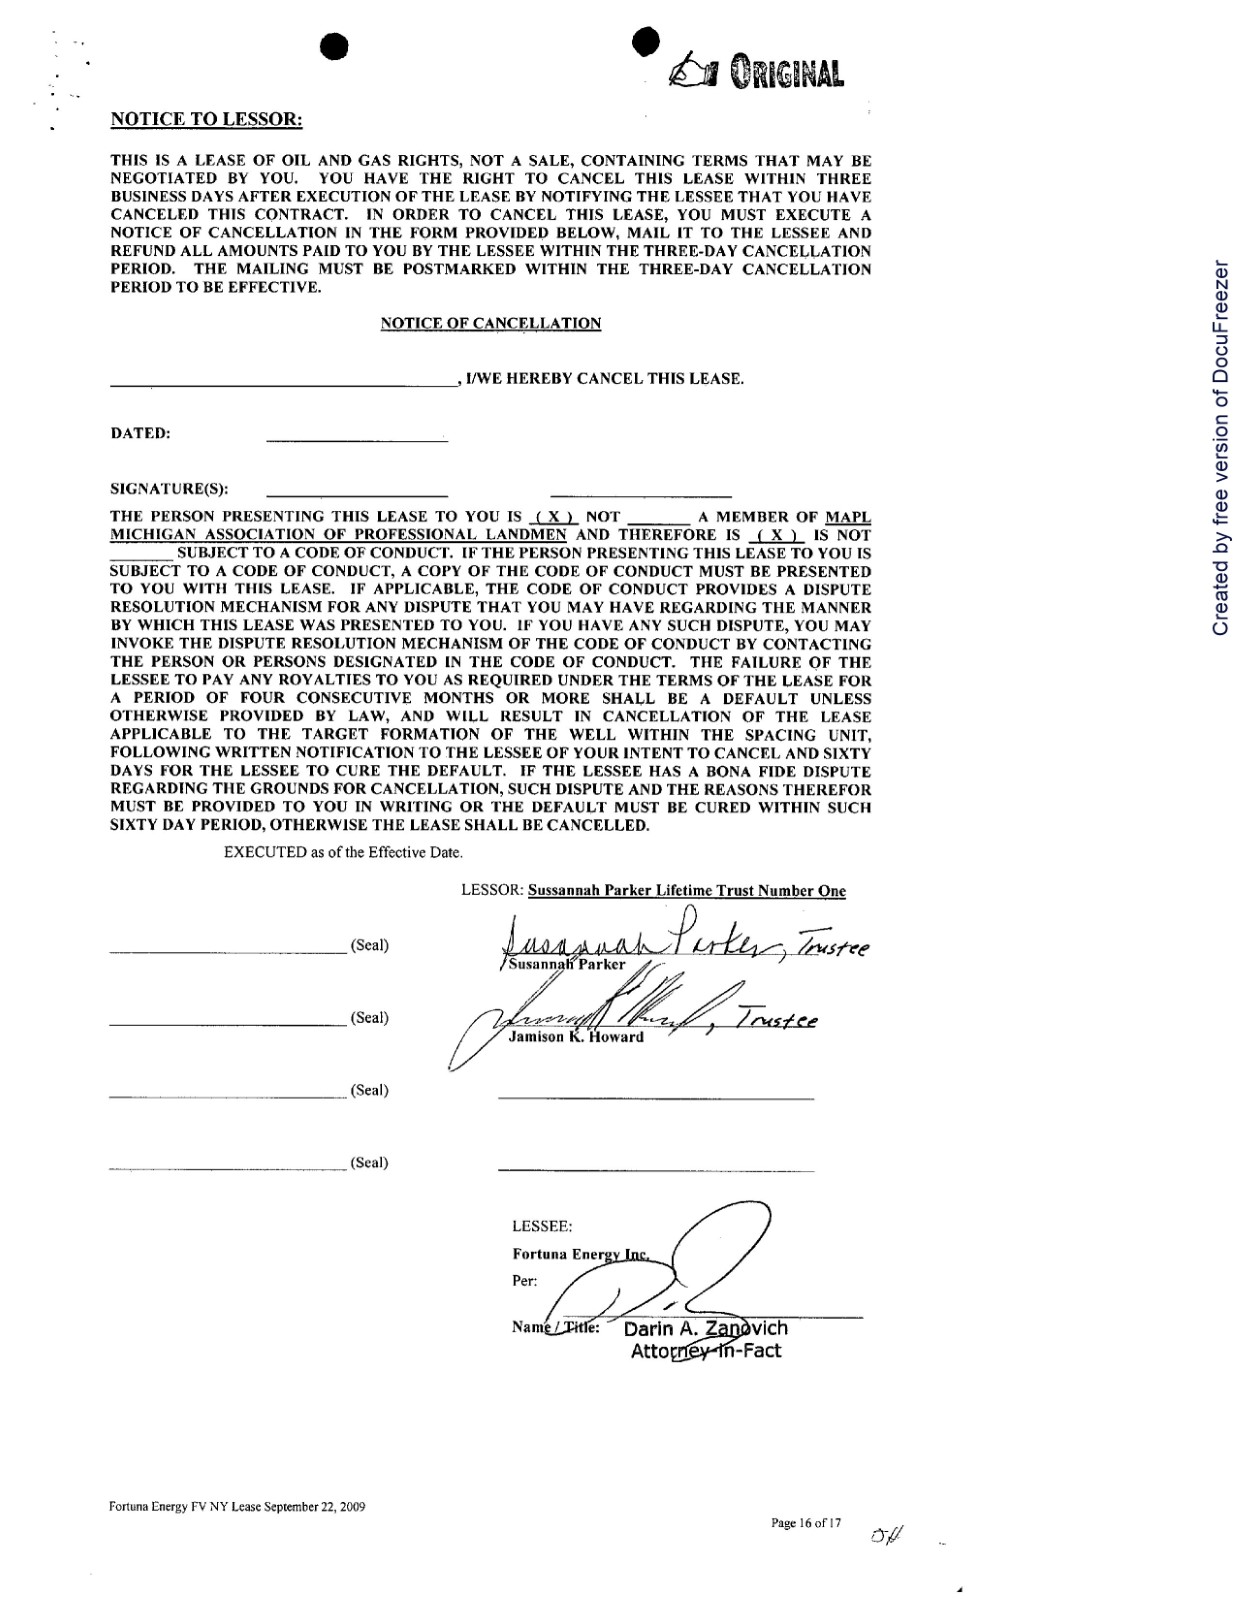 ORIGINAL
NOTICE TO LESSOR:
THIS IS A LEASE OF OIL AND GAS RIGHTS, NOT A SALE, CONTAINING TERMS THAT MAY BE
NEGOTIATED BY YOU. YOU HAVE THE RIGHT TO CANCEL THIS LEASE WITHIN THREE
BUSINESS DAYS AFTER EXECUTION OF THE LEASE BY NOTIFYING THE LESSEE THAT YOU HAVE
CANCELED THIS CONTRACT. IN ORDER TO CANCEL THIS LEASE, YOU MUST EXECUTE A
NOTICE OF CANCELLATION IN THE FORM PROVIDED BELOW, MAIL IT TO THE LESSEE AND
REFUND ALL AMOUNTS PAID TO YOU BY THE LESSEE WITHIN THE THREE-DAY CANCELLATION
PERIOD. THE MAILING MUST BE POSTMARKED WITHIN THE THREE-DAY CANCELLATION
PERIOD TO BE EFFECTIVE.
NOTICE OF CANCELLATION
, I/WE HEREBY CANCEL THIS LEASE.
DATED:
SIGNATURE(S):
THE PERSON PRESENTING THIS LEASE TO YOU IS ( X ) NOT ______ A MEMBER OF MAPL
MICHIGAN ASSOCIATION OF PROFESSIONAL LANDMEN AND THEREFORE IS ( X ) IS NOT
______ SUBJECT TO A CODE OF CONDUCT. IF THE PERSON PRESENTING THIS LEASE TO YOU IS
SUBJECT TO A CODE OF CONDUCT, A COPY OF THE CODE OF CONDUCT MUST BE PRESENTED
TO YOU WITH THIS LEASE. IF APPLICABLE, THE CODE OF CONDUCT PROVIDES A DISPUTE
RESOLUTION MECHANISM FOR ANY DISPUTE THAT YOU MAY HAVE REGARDING THE MANNER
BY WHICH THIS LEASE WAS PRESENTED TO YOU. IF YOU HAVE ANY SUCH DISPUTE, YOU MAY
INVOKE THE DISPUTE RESOLUTION MECHANISM OF THE CODE OF CONDUCT BY CONTACTING
THE PERSON OR PERSONS DESIGNATED IN THE CODE OF CONDUCT. THE FAILURE OF THE
LESSEE TO PAY ANY ROYALTIES TO YOU AS REQUIRED UNDER THE TERMS OF THE LEASE FOR
A PERIOD OF FOUR CONSECUTIVE MONTHS OR MORE SHALL BE A DEFAULT UNLESS
OTHERWISE PROVIDED BY LAW, AND WILL RESULT IN CANCELLATION OF THE LEASE
APPLICABLE TO THE TARGET FORMATION OF THE WELL WITHIN THE SPACING UNIT,
FOLLOWING WRITTEN NOTIFICATION TO THE LESSEE OF YOUR INTENT TO CANCEL AND SIXTY
DAYS FOR THE LESSEE TO CURE THE DEFAULT. IF THE LESSEE HAS A BONA FIDE DISPUTE
REGARDING THE GROUNDS FOR CANCELLATION, SUCH DISPUTE AND THE REASONS THEREFOR
MUST BE PROVIDED TO YOU IN WRITING OR THE DEFAULT MUST BE CURED WITHIN SUCH
SIXTY DAY PERIOD, OTHERWISE THE LEASE SHALL BE CANCELLED.
EXECUTED as of the Effective Date.
LESSOR: Sussannah Parker Lifetime Trust Number One
(Seal) Susannah Parker, Trustee
Susannah Parker
(Seal) , Trustee
Jamison K. Howard
(Seal)
(Seal)
LESSEE:
Fortuna Energy Inc.
Per:
Name / Title: Darin A. Zanovich
Attorney-In-Fact
Fortuna Energy FV NY Lease September 22, 2009
Page 16 of 17
Created by free version of DocuFreezer